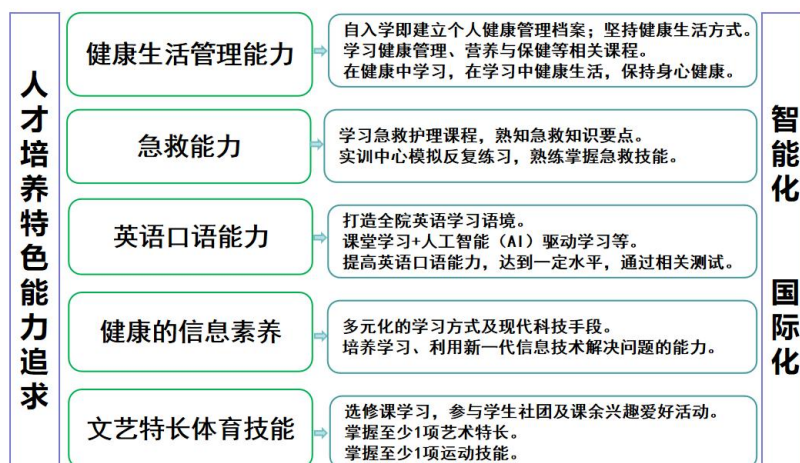 人才培养特色能力追求
健康生活管理能力
自入学即建立个人健康管理档案；坚持健康生活方式。
学习健康管理、营养与保健等相关课程。
在健康中学习，在学习中健康生活，保持身心健康。
急救能力
学习急救护理课程，熟知急救知识要点。
实训中心模拟反复练习，熟练掌握急救技能。
英语口语能力
打造全院英语学习语境。
课堂学习+人工智能（AI）驱动学习等。
提高英语口语能力，达到一定水平，通过相关测试。
健康的信息素养
多元化的学习方式及现代科技手段。
培养学习、利用新一代信息技术解决问题的能力。
文艺特长体育技能
选修课学习，参与学生社团及课余兴趣爱好活动。
掌握至少1项艺术特长。
掌握至少1项运动技能。
智能化
国际化